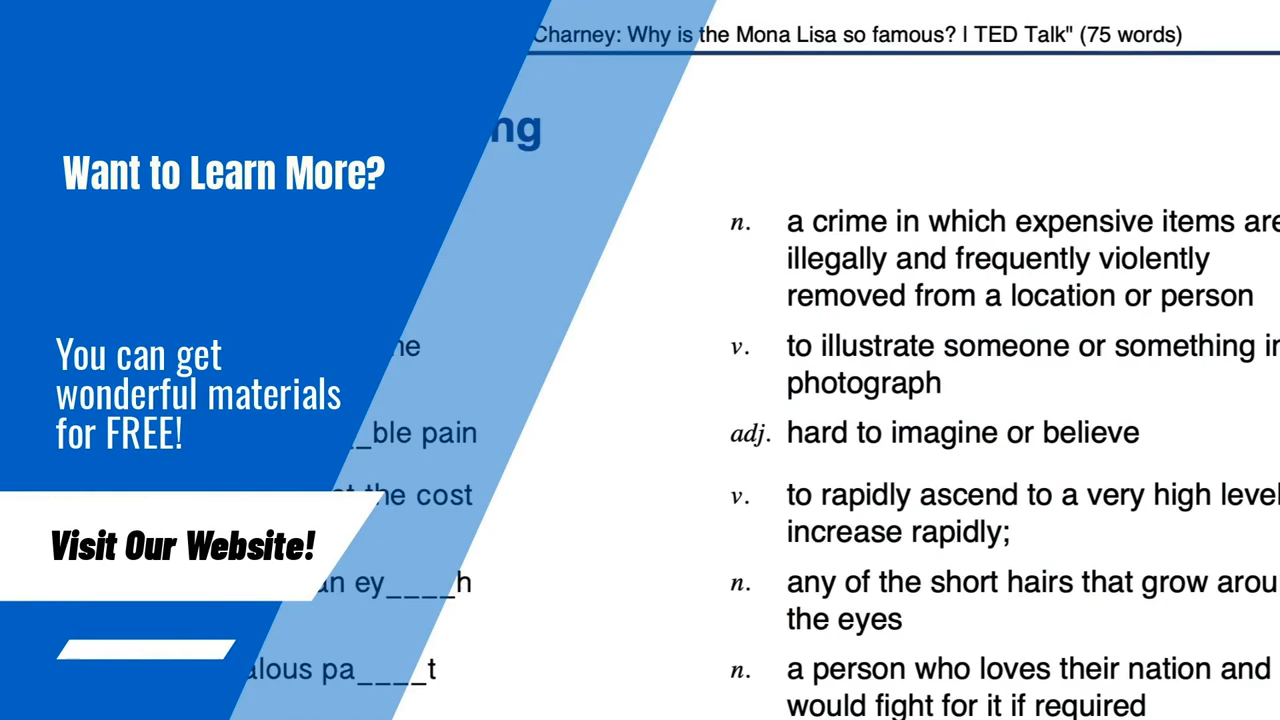 Charney: Why is the Mona Lisa so famous? | TED Talk" (75 words)
ng
Want to Learn More?
You can get
wonderful materials
for FREE!
Visit Our Website!
n. a crime in which expensive items are
illegally and frequently violently
removed from a location or person
he v. to illustrate someone or something in
photograph
_ble pain adj. hard to imagine or believe
the cost v. to rapidly ascend to a very high level
increase rapidly;
an ey____h n. any of the short hairs that grow arou
the eyes
alous pa____t n. a person who loves their nation and
would fight for it if required